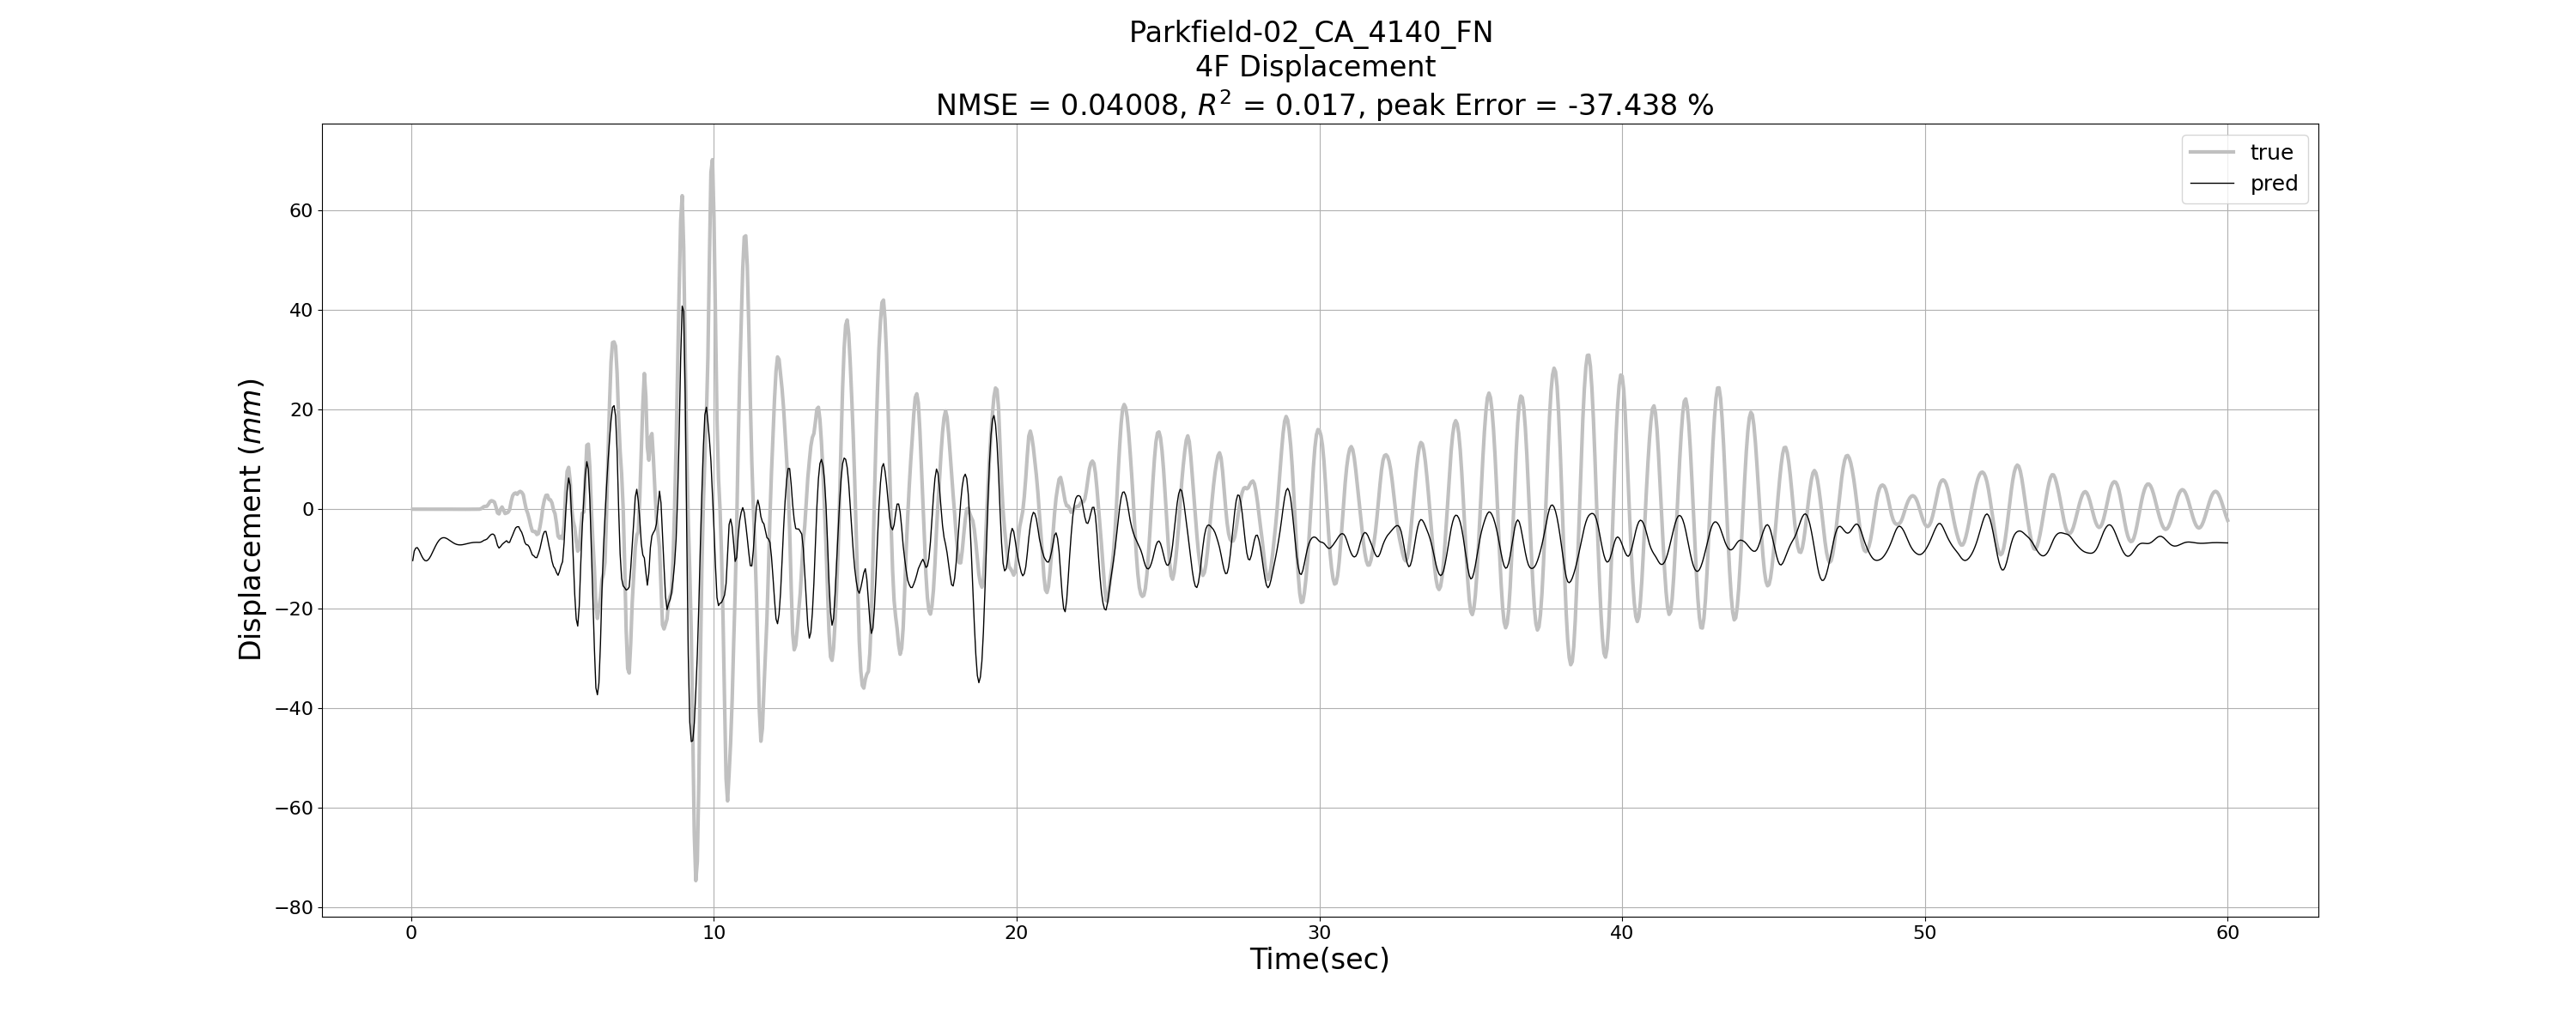 Parkfield-02_CA_4140_FN
4F Displacement
NMSE = 0.04008, R² = 0.017, peak Error = -37.438 %
true
pred
Displacement (mm)
60
40
20
0
−20
−40
−60
−80
0 10 20 30 40 50 60
Time(sec)